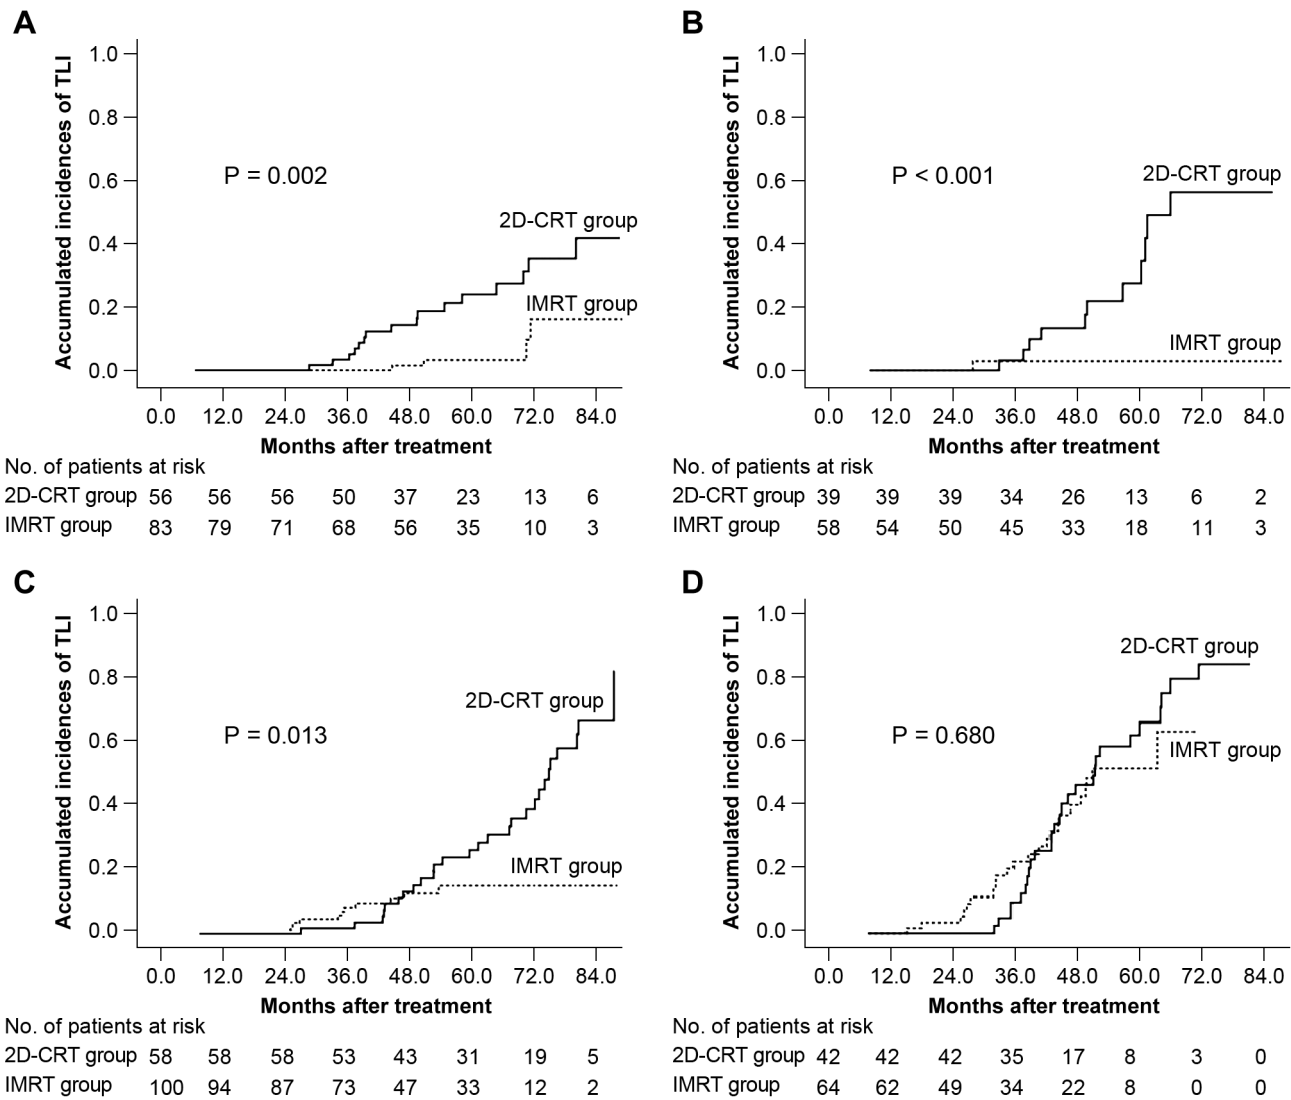 A
Accumulated incidences of TLI
1.0
0.8
0.6
0.4
0.2
0.0
P = 0.002
2D-CRT group
IMRT group
0.0 12.0 24.0 36.0 48.0 60.0 72.0 84.0
Months after treatment
No. of patients at risk
2D-CRT group 56 56 56 50 37 23 13 6
IMRT group 83 79 71 68 56 35 10 3
B
Accumulated incidences of TLI
1.0
0.8
0.6
0.4
0.2
0.0
P < 0.001
2D-CRT group
IMRT group
0.0 12.0 24.0 36.0 48.0 60.0 72.0 84.0
Months after treatment
No. of patients at risk
2D-CRT group 39 39 39 34 26 13 6 2
IMRT group 58 54 50 45 33 18 11 3
C
Accumulated incidences of TLI
1.0
0.8
0.6
0.4
0.2
0.0
P = 0.013
2D-CRT group
IMRT group
0.0 12.0 24.0 36.0 48.0 60.0 72.0 84.0
Months after treatment
No. of patients at risk
2D-CRT group 58 58 58 53 43 31 19 5
IMRT group 100 94 87 73 47 33 12 2
D
Accumulated incidences of TLI
1.0
0.8
0.6
0.4
0.2
0.0
P = 0.680
2D-CRT group
IMRT group
0.0 12.0 24.0 36.0 48.0 60.0 72.0 84.0
Months after treatment
No. of patients at risk
2D-CRT group 42 42 42 35 17 8 3 0
IMRT group 64 62 49 34 22 8 0 0